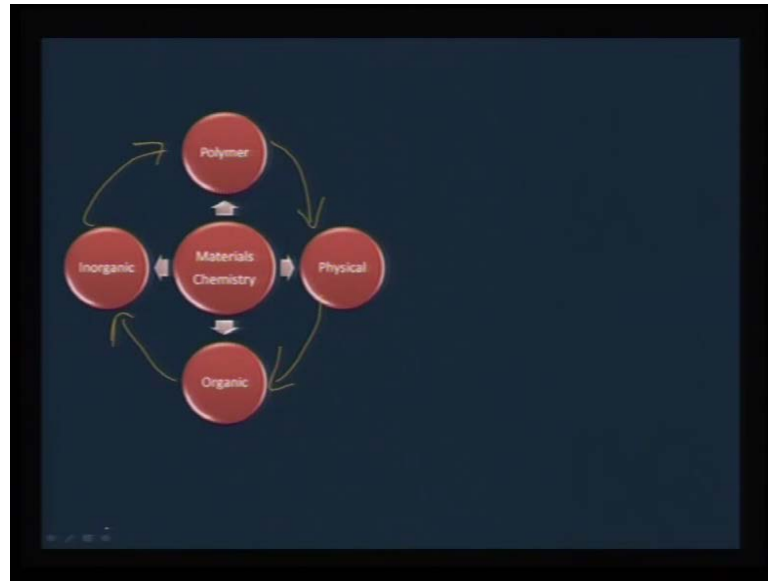 Polymer
Inorganic
Materials
Chemistry
Physical
Organic